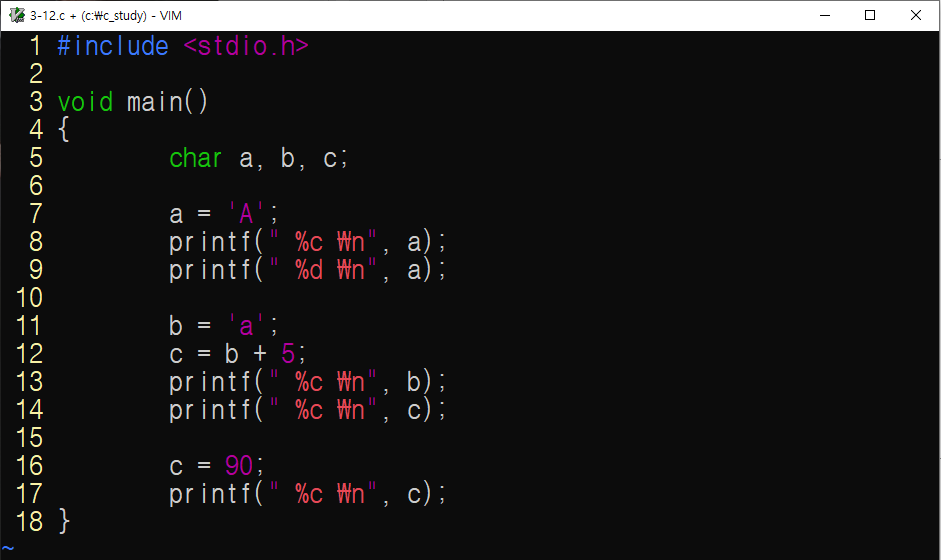 3-12.c + (c:\c_study) - VIM
1 #include <stdio.h>
2
3 void main()
4 {
5         char a, b, c;
6
7         a = 'A';
8         printf(" %c ₩n", a);
9         printf(" %d ₩n", a);
10
11         b = 'a';
12         c = b + 5;
13         printf(" %c ₩n", b);
14         printf(" %c ₩n", c);
15
16         c = 90;
17         printf(" %c ₩n", c);
18 }
~